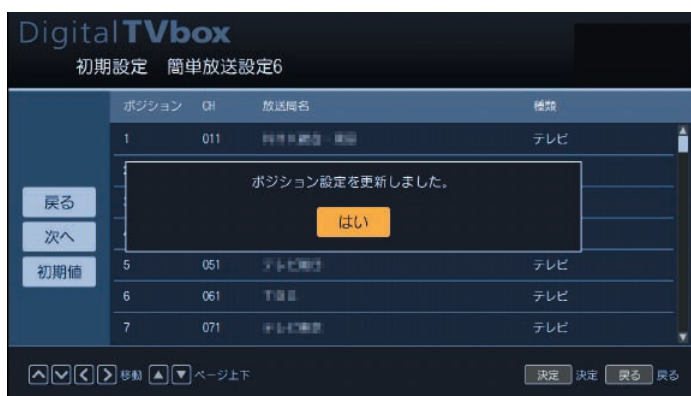 Digital TVbox
初期設定 簡単放送設定6
ポジション CH 放送局名 種類
1 011 テレビ
ポジション設定を更新しました。
はい
戻る
次へ
初期値
5 051 テレビ
6 061 テレビ
7 071 テレビ
移動 ページ上下 決定 決定 戻る 戻る